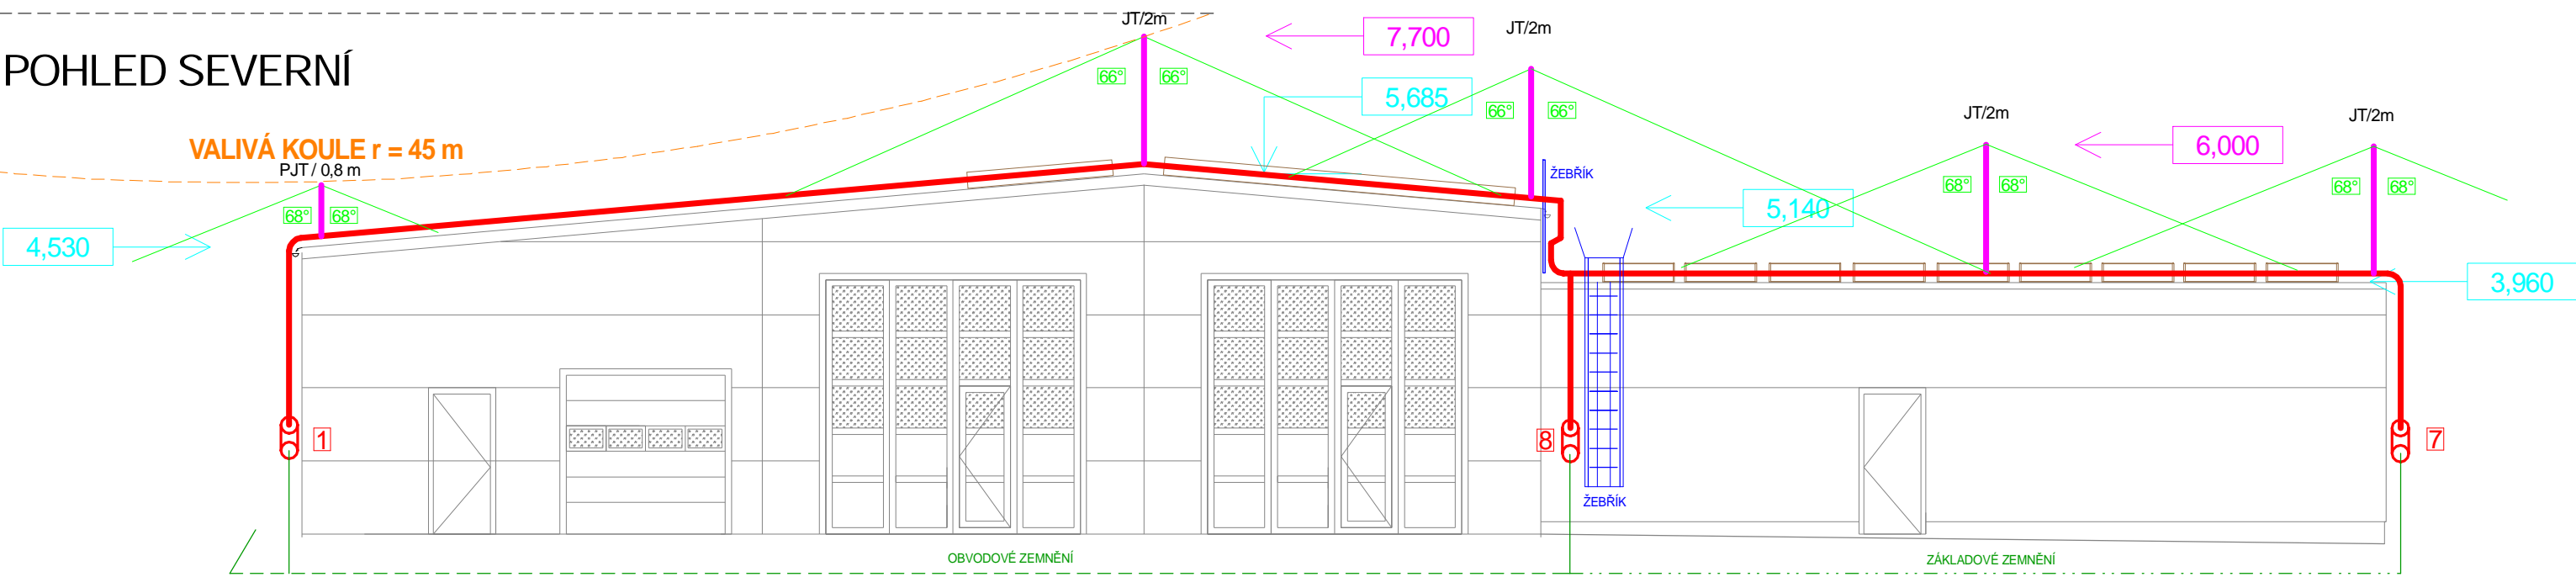 JT/2m
7,700
JT/2m
POHLED SEVERNÍ
66°
66°
5,685
66°
66°
JT/2m
JT/2m
VALIVÁ KOULE r = 45 m
6,000
PJT / 0,8 m
ŽEBŘÍK
68°
68°
68°
68°
68°
68°
5,140
4,530
3,960
1
8
7
ŽEBŘÍK
OBVODOVÉ ZEMNĚNÍ
ZÁKLADOVÉ ZEMNĚNÍ